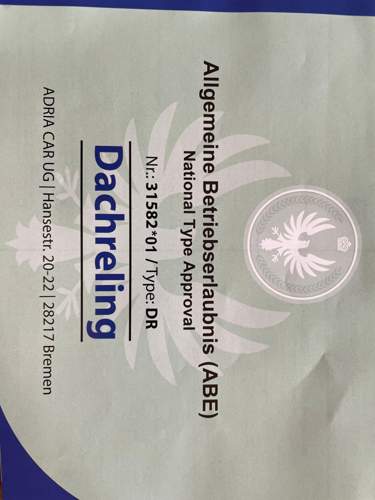 Allgemeine Betriebserlaubnis (ABE)
National Type Approval
Nr.: 31582*01 / Type: DR
Dachreling
ADRIA CAR UG | Hansestr. 20-22 | 28217 Bremen